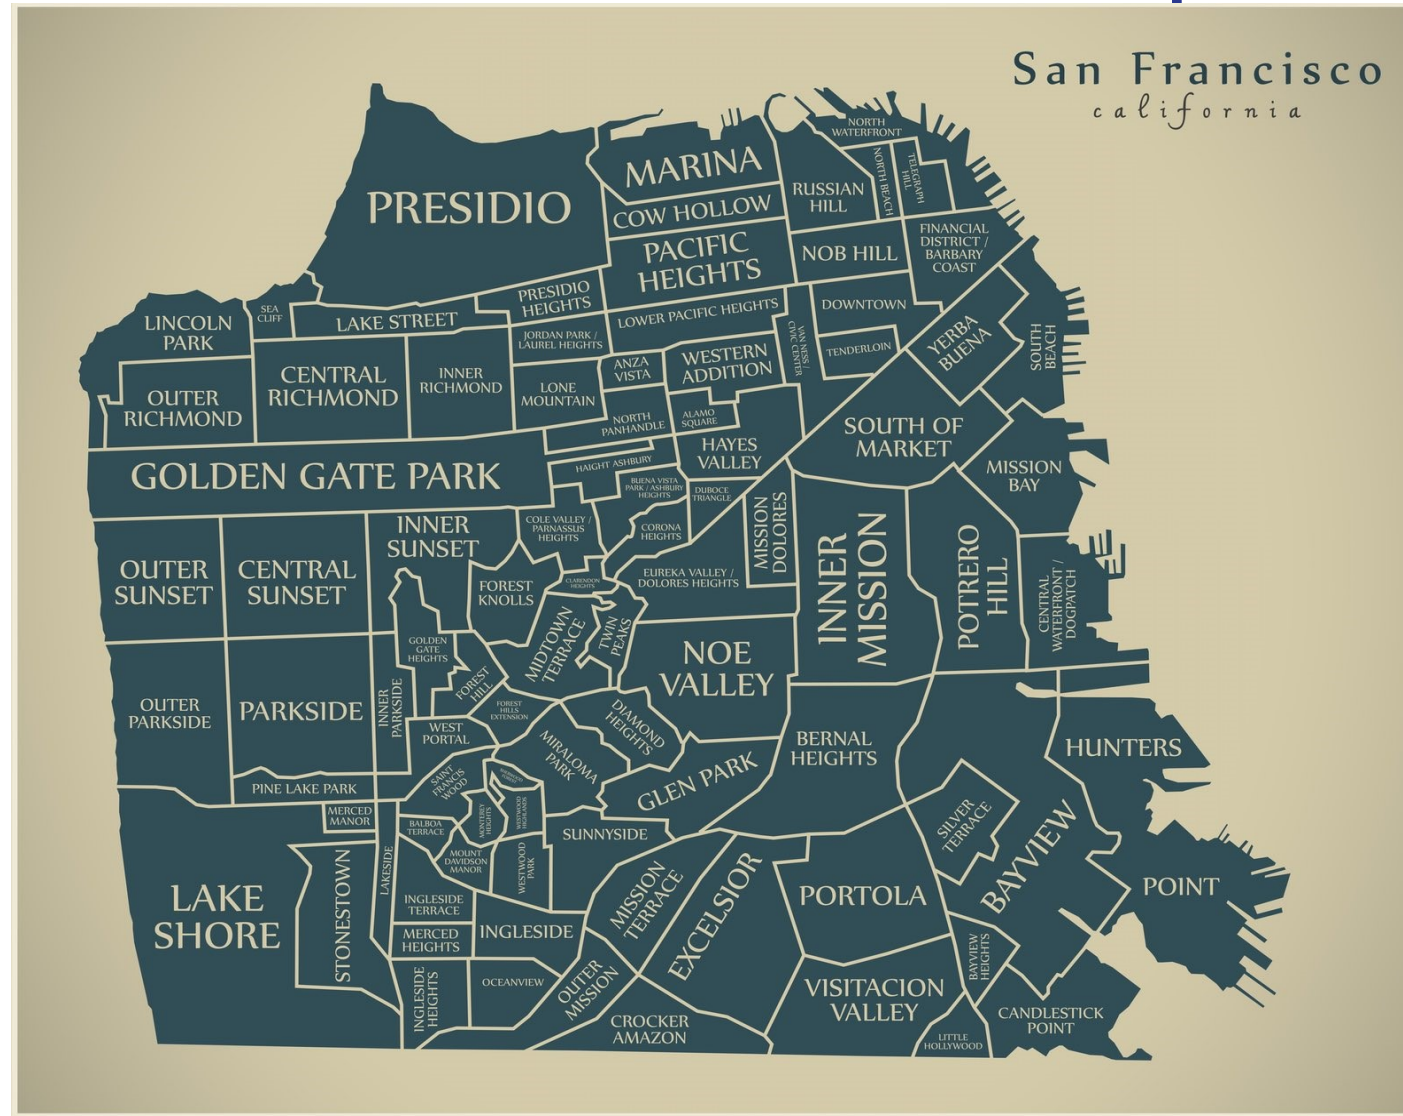 San Francisco
california
NORTH
WATERFRONT
MARINA
PRESIDIO
NORTH BEACH
TELEGRAPH
HILL
RUSSIAN
HILL
COW HOLLOW
PACIFIC
HEIGHTS
NOB HILL
FINANCIAL
DISTRICT /
BARBARY
COAST
SEA
CLIFF
LAKE STREET
PRESIDIO
HEIGHTS
LOWER PACIFIC HEIGHTS
DOWNTOWN
LINCOLN
PARK
JORDAN PARK /
LAUREL HEIGHTS
VAN NESS /
CIVIC CENTER
TENDERLOIN
YERBA
BUENA
SOUTH
BEACH
OUTER
RICHMOND
CENTRAL
RICHMOND
INNER
RICHMOND
LONE
MOUNTAIN
ANZA
VISTA
WESTERN
ADDITION
NORTH
PANHANDLE
ALAMO
SQUARE
HAYES
VALLEY
SOUTH OF
MARKET
MISSION
BAY
GOLDEN GATE PARK
HAIGHT ASHBURY
BUENA VISTA
PARK / ASHBURY
HEIGHTS
DUBOCE
TRIANGLE
MISSION
DOLORES
INNER
MISSION
POTRERO
HILL
CENTRAL
WATERFRONT /
DOGPATCH
OUTER
SUNSET
CENTRAL
SUNSET
INNER
SUNSET
COLE VALLEY /
PARNASSUS
HEIGHTS
CORONA
HEIGHTS
FOREST
KNOLLS
CLARENDON
HEIGHTS
EUREKA VALLEY /
DOLORES HEIGHTS
MIDTOWN
TERRACE
TWIN
PEAKS
NOE
VALLEY
GOLDEN
GATE
HEIGHTS
FOREST
HILL
OUTER
PARKSIDE
PARKSIDE
INNER
PARKSIDE
FOREST
HILLS
EXTENSION
WEST
PORTAL
DIAMOND
HEIGHTS
MIRALOMA
PARK
GLEN PARK
BERNAL
HEIGHTS
HUNTERS
POINT
PINE LAKE PARK
SAINT
FRANCIS
WOOD
SHERWOOD
FOREST
MERCED
MANOR
BALBOA
TERRACE
MONTEREY
HEIGHTS
WESTWOOD
HIGHLANDS
SUNNYSIDE
SILVER
TERRACE
BAYVIEW
LAKE
SHORE
STONESTOWN
LAKESIDE
MOUNT
DAVIDSON
MANOR
WESTWOOD
PARK
INGLESIDE
TERRACE
MERCED
HEIGHTS
INGLESIDE
MISSION
TERRACE
EXCELSIOR
PORTOLA
INGLESIDE
HEIGHTS
OCEANVIEW
OUTER
MISSION
CROCKER
AMAZON
VISITACION
VALLEY
BAYVIEW
HEIGHTS
LITTLE
HOLLYWOOD
CANDLESTICK
POINT